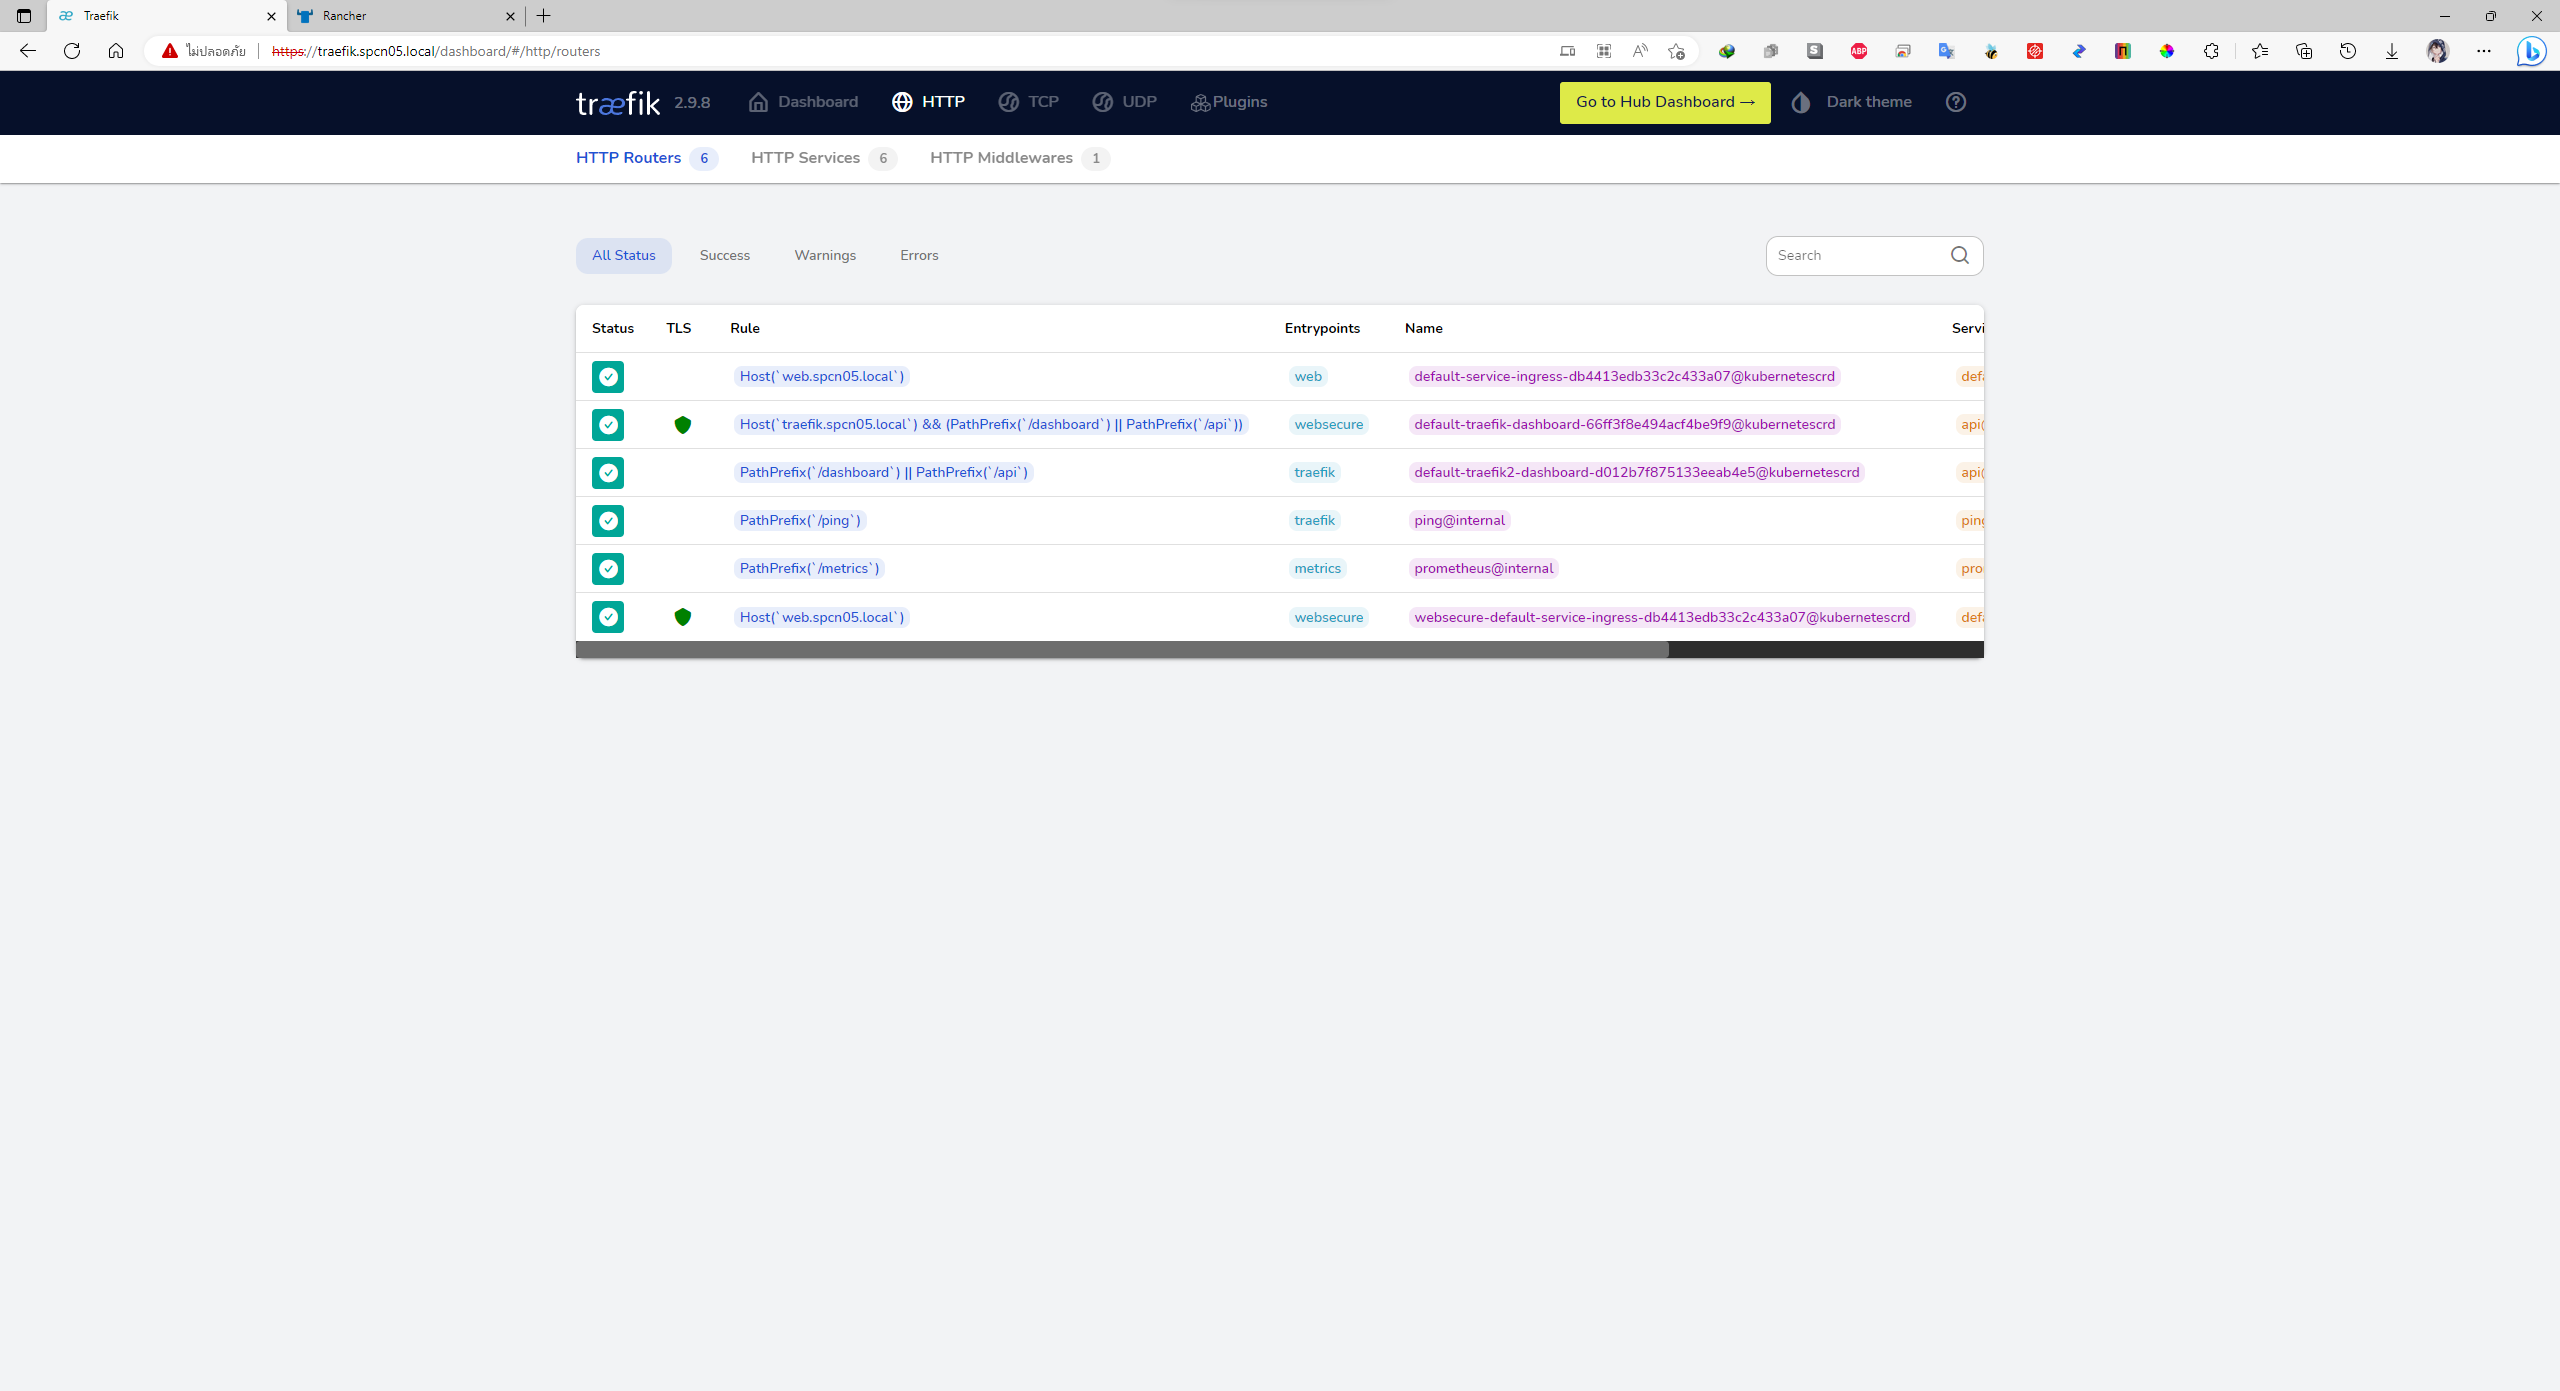 Traefik
Rancher
ไม่ปลอดภัย
https://traefik.spcn05.local/dashboard/#/http/routers
træfik 2.9.8 Dashboard HTTP TCP UDP Plugins Go to Hub Dashboard → Dark theme
HTTP Routers 6 HTTP Services 6 HTTP Middlewares 1
All Status Success Warnings Errors Search
Status TLS Rule Entrypoints Name Servi
Host(`web.spcn05.local`) web default-service-ingress-db4413edb33c2c433a07@kubernetescrd defa
Host(`traefik.spcn05.local`) && (PathPrefix(`/dashboard`) || PathPrefix(`/api`)) websecure default-traefik-dashboard-66ff3f8e494acf4be9f9@kubernetescrd api@
PathPrefix(`/dashboard`) || PathPrefix(`/api`) traefik default-traefik2-dashboard-d012b7f875133eeab4e5@kubernetescrd api@
PathPrefix(`/ping`) traefik ping@internal ping
PathPrefix(`/metrics`) metrics prometheus@internal pro
Host(`web.spcn05.local`) websecure websecure-default-service-ingress-db4413edb33c2c433a07@kubernetescrd defa